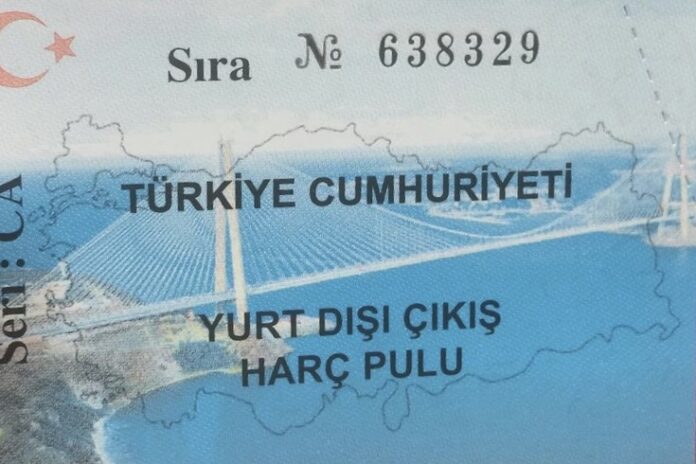 Sıra № 638329
TÜRKİYE CUMHURİYETİ
YURT DIŞI ÇIKIŞ
HARÇ PULU
Seri : CA